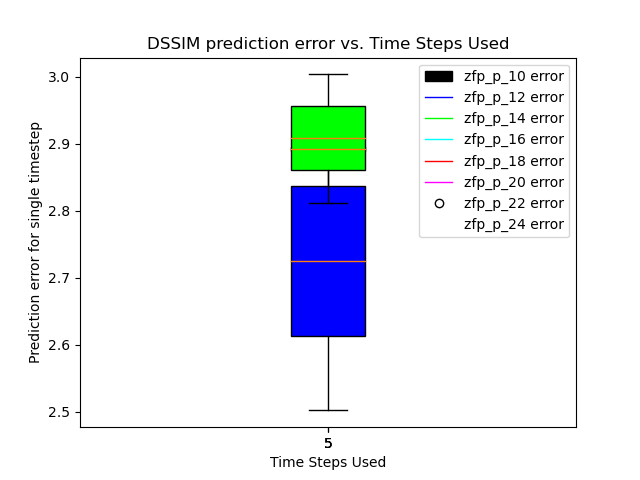 DSSIM prediction error vs. Time Steps Used
Prediction error for single timestep
3.0
2.9
2.8
2.7
2.6
2.5
zfp_p_10 error
zfp_p_12 error
zfp_p_14 error
zfp_p_16 error
zfp_p_18 error
zfp_p_20 error
zfp_p_22 error
zfp_p_24 error
5
Time Steps Used